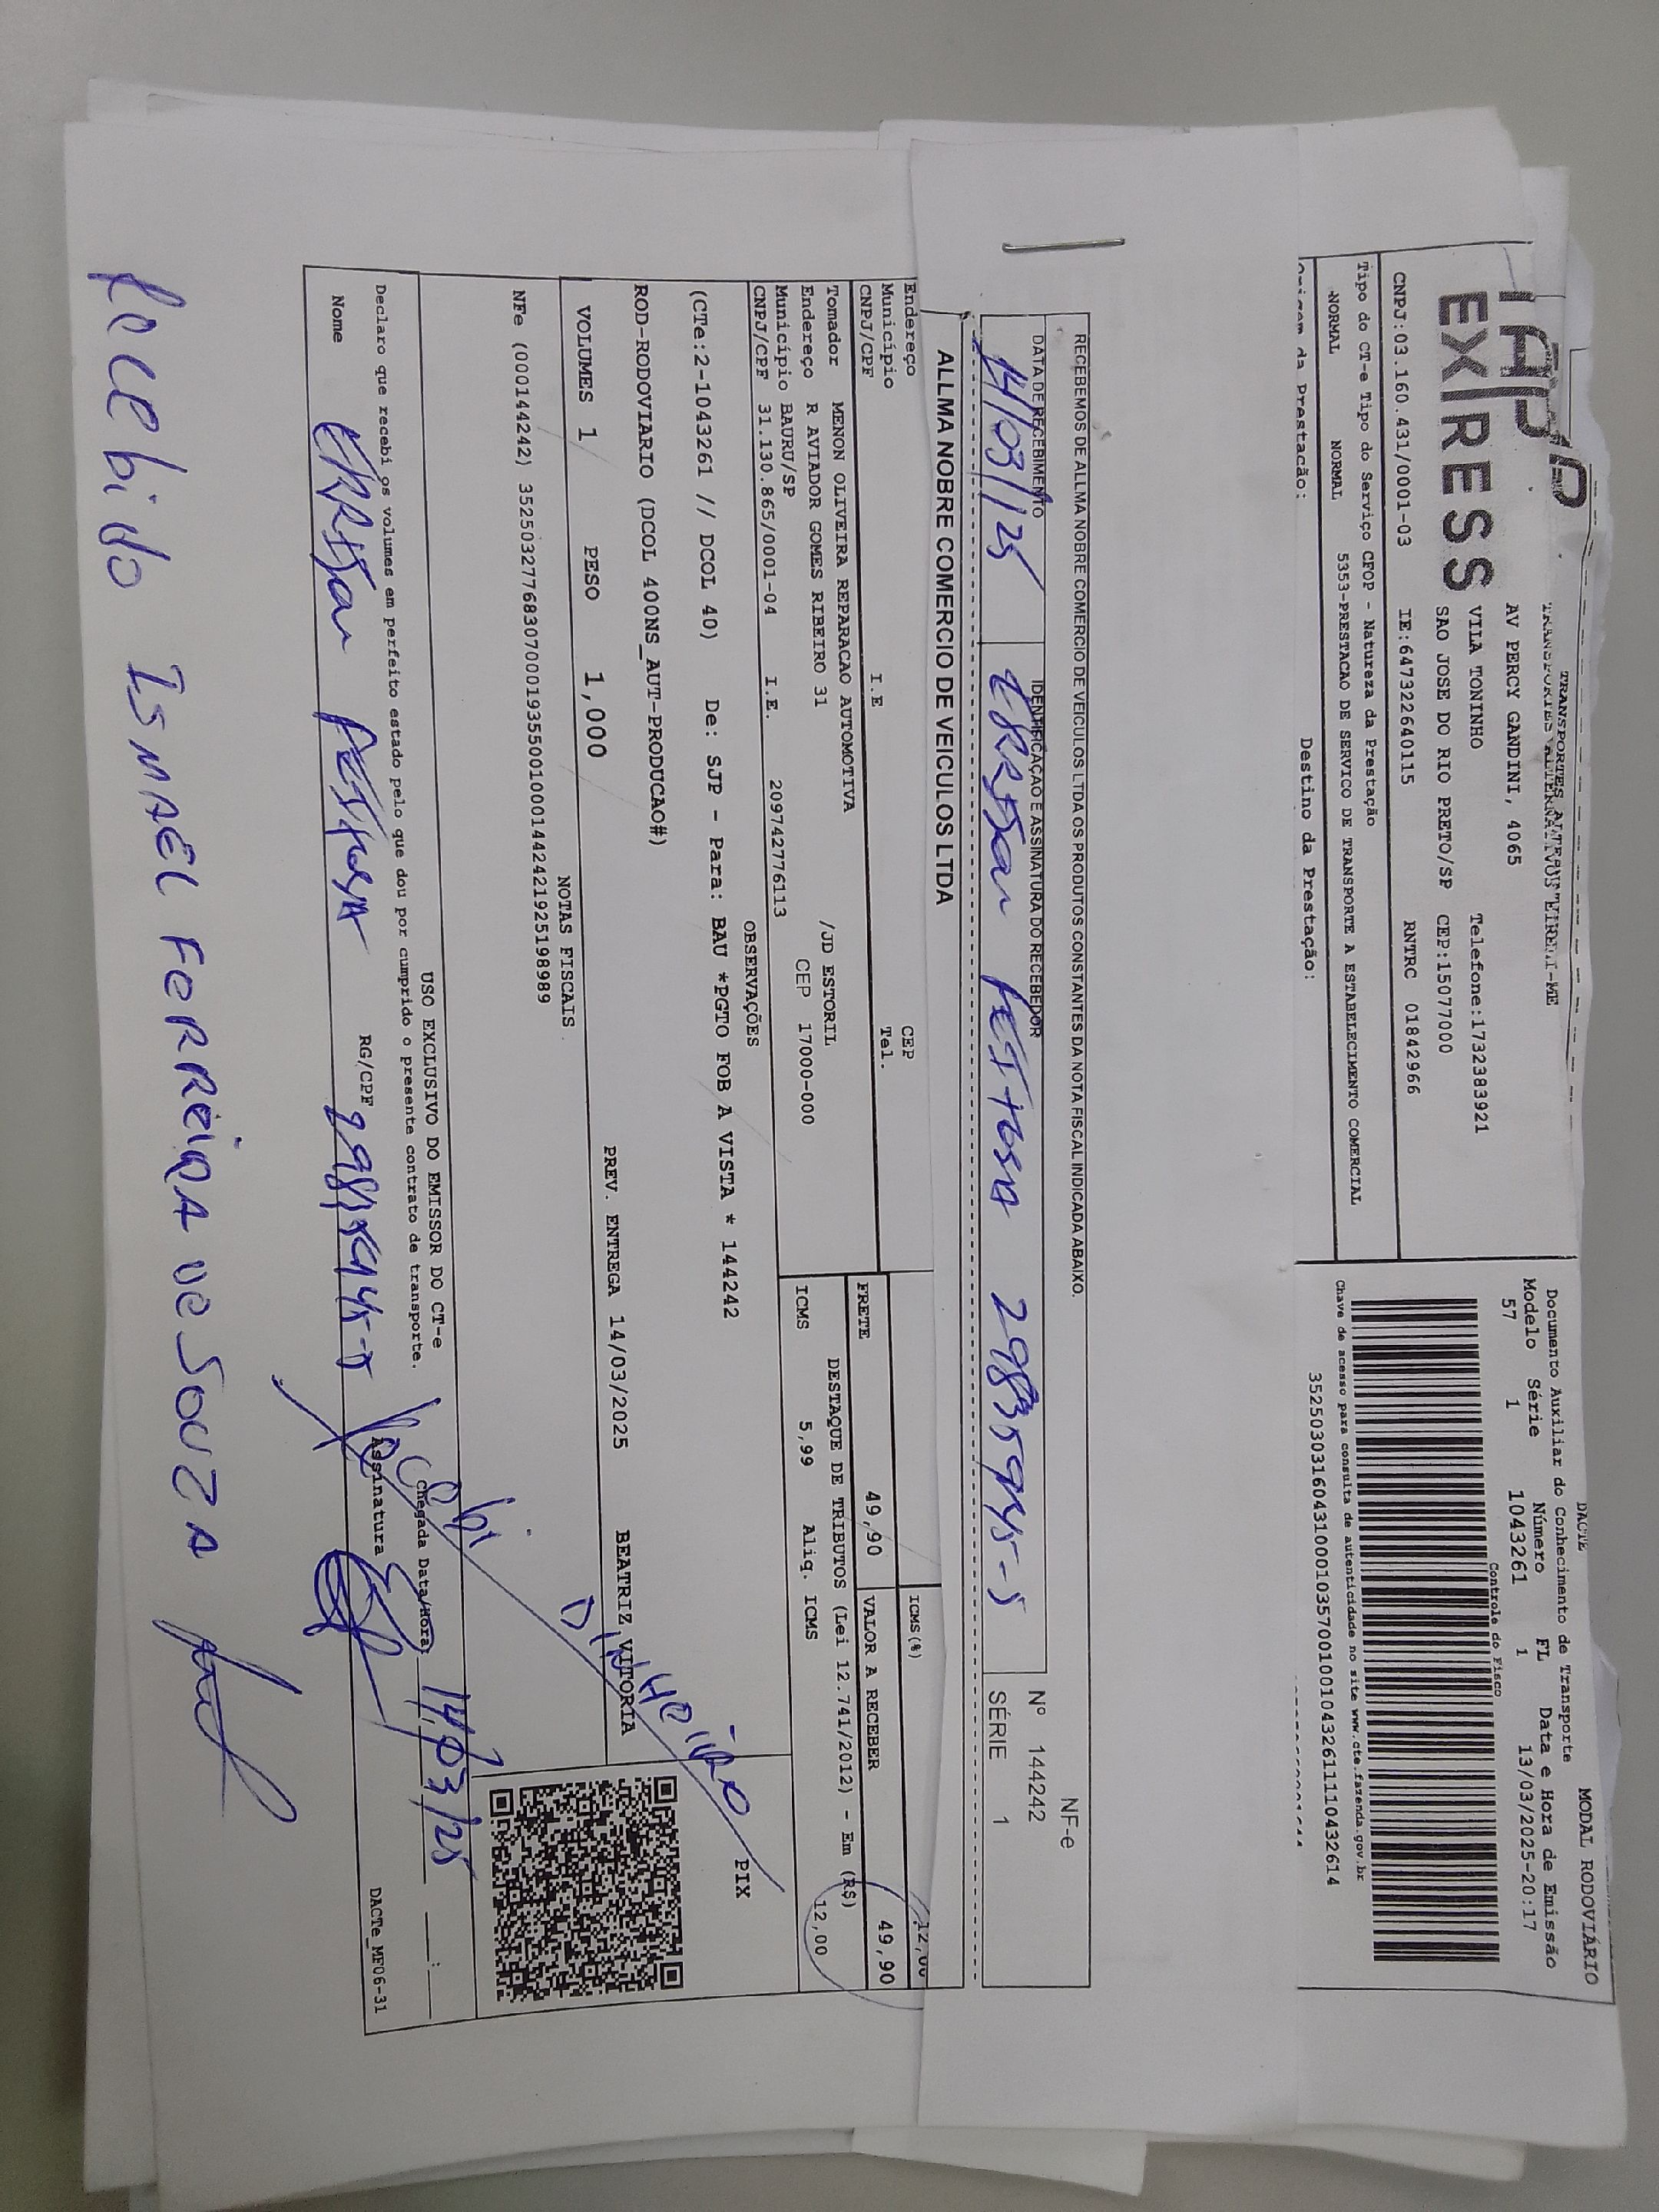 TRANSPORTES ALTERNATIVOS EIRELI-ME
EXPRESS
AV PERCY GANDINI, 4065
VILA TONINHO Telefone:1732383921
SAO JOSE DO RIO PRETO/SP CEP:15077000
CNPJ:03.160.431/0001-03 IE:647322640115 RNTRC 01842966
Tipo do CT-e Tipo do Serviço CFOP - Natureza da Prestação
NORMAL NORMAL 5353-PRESTACAO DE SERVICO DE TRANSPORTE A ESTABELECIMENTO COMERCIAL
Origem da Prestação: Destino da Prestação:
DACTE MODAL RODOVIÁRIO
Documento Auxiliar do Conhecimento de Transporte
Modelo Série Número FL Data e Hora de Emissão
57 1 1043261 1 13/03/2025-20:17
Controle do Fisco
Chave de acesso para consulta de autenticidade no site www.cte.fazenda.gov.br
35250303160431000103570010010432611110432614
RECEBEMOS DE ALLMA NOBRE COMERCIO DE VEICULOS LTDA OS PRODUTOS CONSTANTES DA NOTA FISCAL INDICADA ABAIXO.
NF-e
DATA DE RECEBIMENTO IDENTIFICAÇÃO E ASSINATURA DO RECEBEDOR Nº 144242
14/03/25
SÉRIE 1
ALLMA NOBRE COMERCIO DE VEICULOS LTDA
Endereço CEP ICMS(%) 12,00
Município Tel.
CNPJ/CPF I.E FRETE 49,90 VALOR A RECEBER 49,90
Tomador MENON OLIVEIRA REPARACAO AUTOMOTIVA
Endereço R AVIADOR GOMES RIBEIRO 31 /JD ESTORIL
Município BAURU/SP CEP 17000-000
CNPJ/CPF 31.130.865/0001-04 I.E. 209742776113
DESTAQUE DE TRIBUTOS (Lei 12.741/2012) - Em (R$)
ICMS 5,99 Aliq. ICMS 12,00
OBSERVAÇÕES
(CTe:2-1043261 // DCOL 40) De: SJP - Para: BAU *PGTO FOB A VISTA * 144242
PIX
ROD-RODOVIARIO (DCOL 400NS_AUT-PRODUCAO#)
VOLUMES 1 PESO 1,000 PREV. ENTREGA 14/03/2025 BEATRIZ VITORIA
NOTAS FISCAIS
NFe (000144242) 35250327768307000193550010001442421925198989
Recebi
DINHEIRO
USO EXCLUSIVO DO EMISSOR DO CT-e
Chegada Data/Hora: 14/03/25 __:__
Declaro que recebi os volumes em perfeito estado pelo que dou por cumprido o presente contrato de transporte.
Nome RG/CPF Assinatura
DACTe_MF06-31
Recebido ISMAEL FERREIRA DE SOUZA